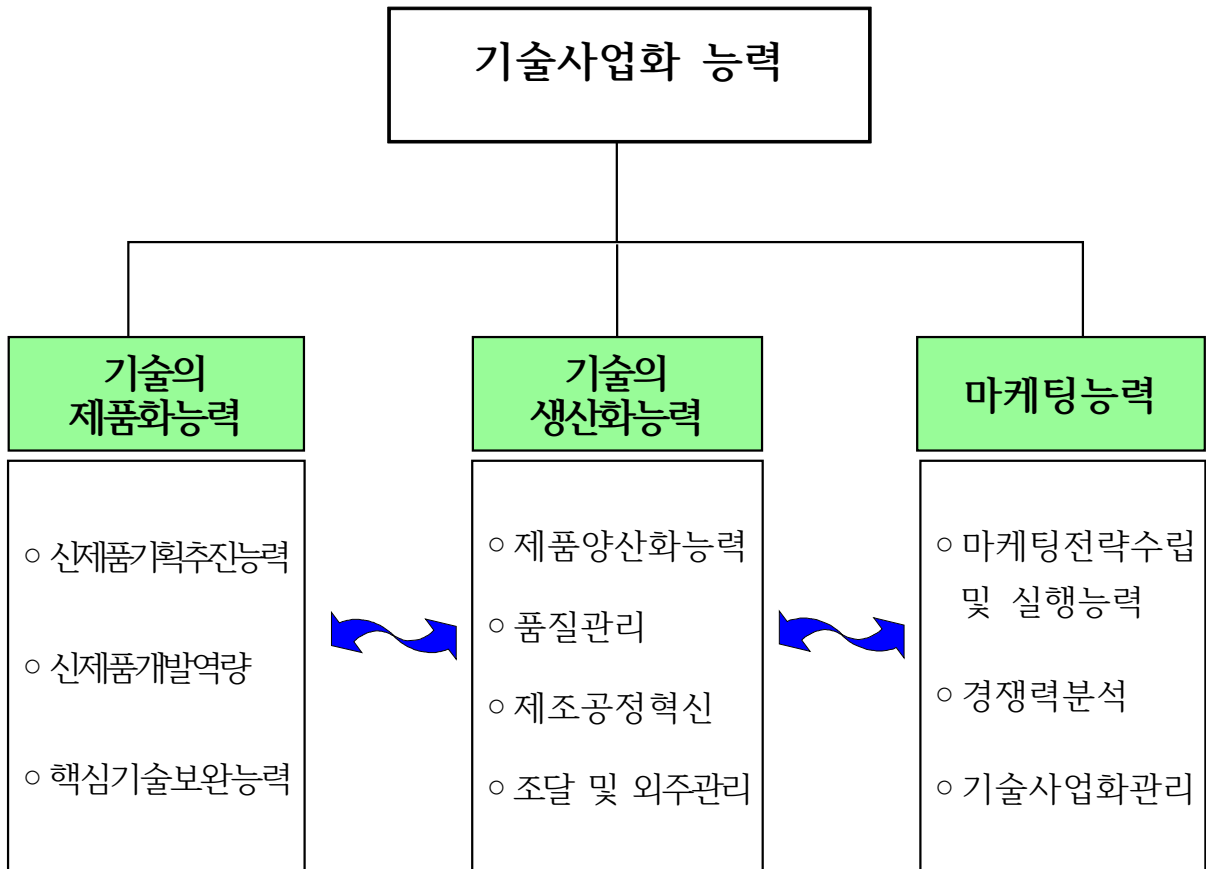 기술사업화 능력
기술의
제품화능력
○ 신제품기획추진능력
○ 신제품개발역량
○ 핵심기술보완능력
기술의
생산화능력
○ 제품양산화능력
○ 품질관리
○ 제조공정혁신
○ 조달 및 외주관리
마케팅능력
○ 마케팅전략수립
및 실행능력
○ 경쟁력분석
○ 기술사업화관리